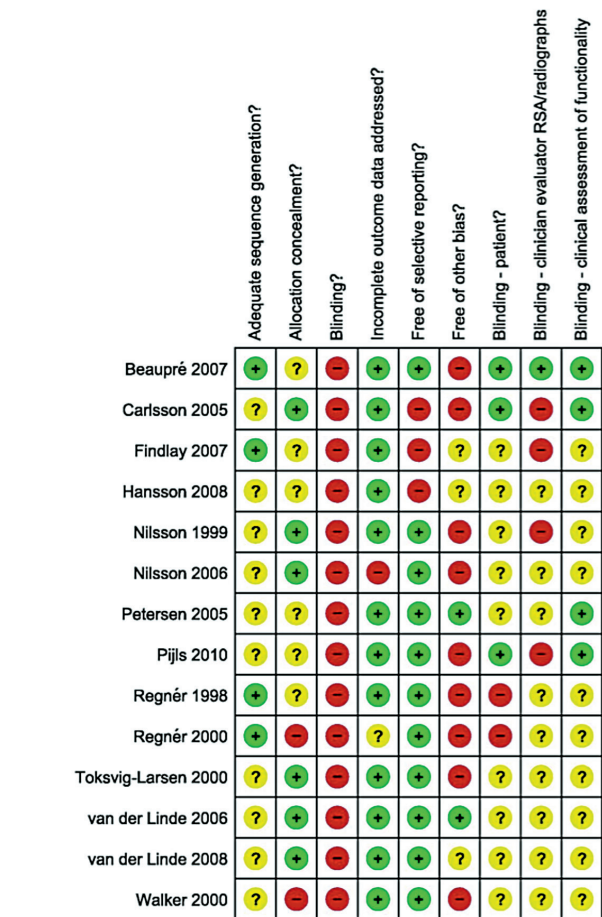 Adequate sequence generation?
Allocation concealment?
Blinding?
Incomplete outcome data addressed?
Free of selective reporting?
Free of other bias?
Blinding - patient?
Blinding - clinician evaluator RSA/radiographs
Blinding - clinical assessment of functionality
Beaupré 2007 + ? - + + - + + +
Carlsson 2005 ? + - + - - + - +
Findlay 2007 + ? - + - ? ? - ?
Hansson 2008 ? ? - + - ? ? ? ?
Nilsson 1999 ? + - + + - ? - ?
Nilsson 2006 ? + - - + - ? ? ?
Petersen 2005 ? ? - + + + ? ? +
Pijls 2010 ? ? - + + - + - +
Regnér 1998 + ? - + + - - ? ?
Regnér 2000 + - - ? + - - ? ?
Toksvig-Larsen 2000 ? + - + + - ? ? ?
van der Linde 2006 ? + - + + + ? ? ?
van der Linde 2008 ? + - + + ? ? ? ?
Walker 2000 ? - - + + - ? ? ?